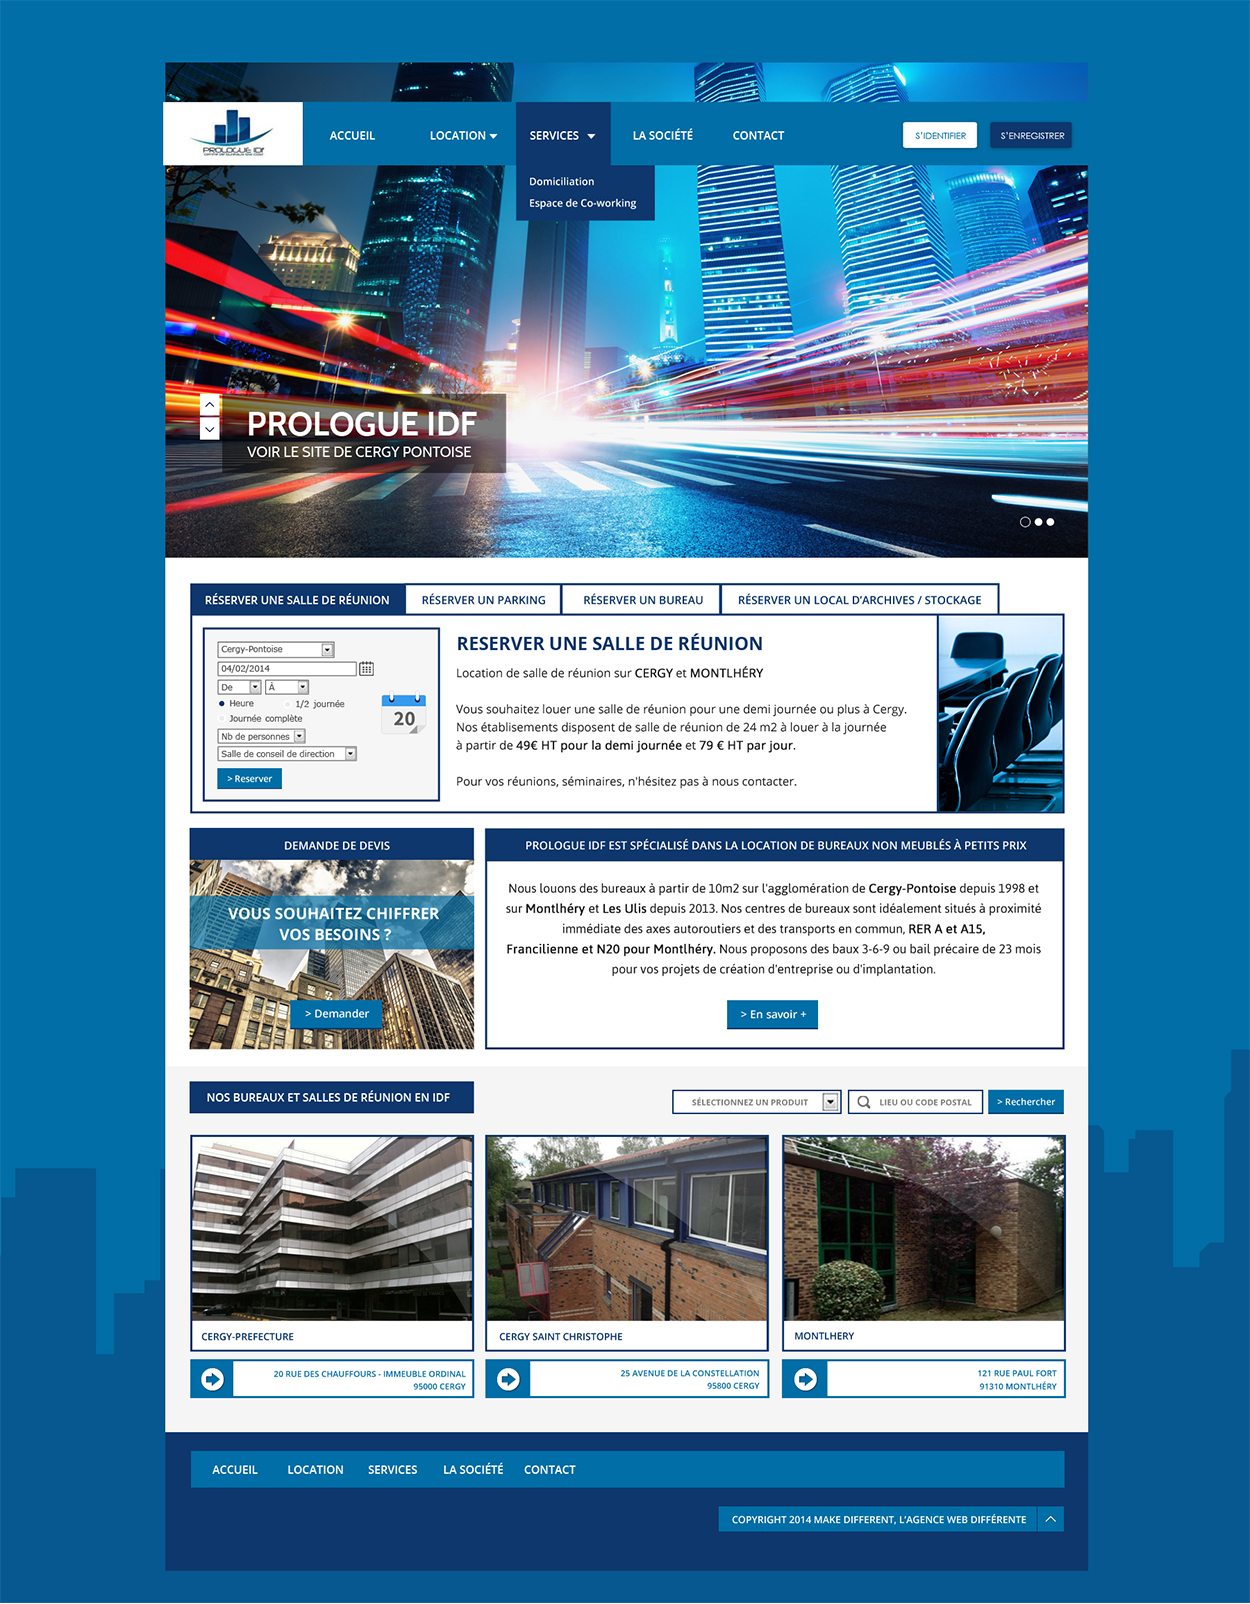 PROLOGUE IDF
ACCUEIL
LOCATION
SERVICES
LA SOCIÉTÉ
CONTACT
S'IDENTIFIER
S'ENREGISTRER
Domiciliation
Espace de Co-working
PROLOGUE IDF
VOIR LE SITE DE CERGY PONTOISE
RÉSERVER UNE SALLE DE RÉUNION
RÉSERVER UN PARKING
RÉSERVER UN BUREAU
RÉSERVER UN LOCAL D'ARCHIVES / STOCKAGE
Cergy-Pontoise
04/02/2014
De
À
Heure
1/2 journée
Journée complète
Nb de personnes
Salle de conseil de direction
> Reserver
20
RESERVER UNE SALLE DE RÉUNION
Location de salle de réunion sur CERGY et MONTLHÉRY
Vous souhaitez louer une salle de réunion pour une demi journée ou plus à Cergy.
Nos établisements disposent de salle de réunion de 24 m2 à louer à la journée
à partir de 49€ HT pour la demi journée et 79 € HT par jour.
Pour vos réunions, séminaires, n'hésitez pas à nous contacter.
DEMANDE DE DEVIS
VOUS SOUHAITEZ CHIFFRER
VOS BESOINS ?
> Demander
PROLOGUE IDF EST SPÉCIALISÉ DANS LA LOCATION DE BUREAUX NON MEUBLÉS À PETITS PRIX
Nous louons des bureaux à partir de 10m2 sur l'agglomération de Cergy-Pontoise depuis 1998 et
sur Montlhéry et Les Ulis depuis 2013. Nos centres de bureaux sont idéalement situés à proximité
immédiate des axes autoroutiers et des transports en commun, RER A et A15,
Francilienne et N20 pour Montlhéry. Nous proposons des baux 3-6-9 ou bail précaire de 23 mois
pour vos projets de création d'entreprise ou d'implantation.
> En savoir +
NOS BUREAUX ET SALLES DE RÉUNION EN IDF
SÉLECTIONNEZ UN PRODUIT
LIEU OU CODE POSTAL
> Rechercher
CERGY-PREFECTURE
CERGY SAINT CHRISTOPHE
MONTLHERY
20 RUE DES CHAUFFOURS - IMMEUBLE ORDINAL
95000 CERGY
25 AVENUE DE LA CONSTELLATION
95800 CERGY
121 RUE PAUL FORT
91310 MONTLHÉRY
ACCUEIL
LOCATION
SERVICES
LA SOCIÉTÉ
CONTACT
COPYRIGHT 2014 MAKE DIFFERENT, L'AGENCE WEB DIFFÉRENTE